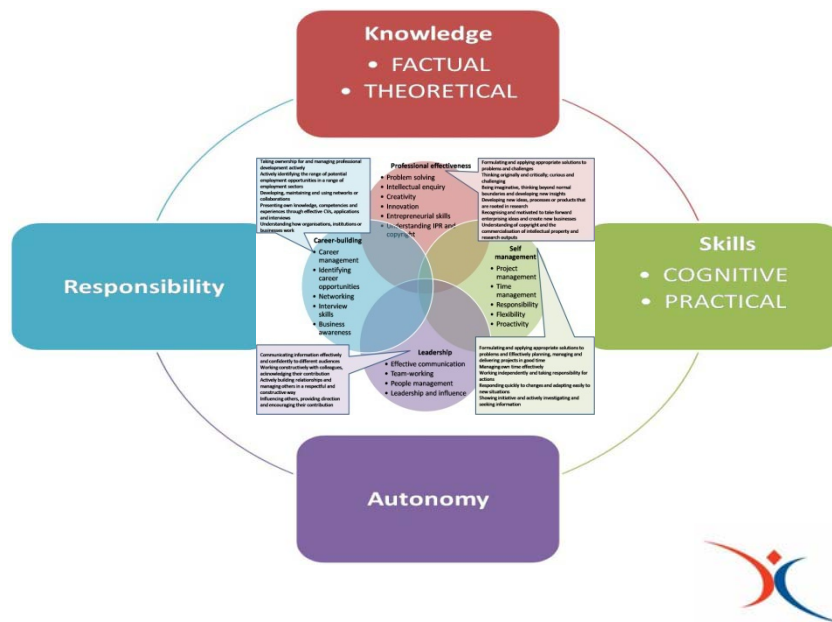 Knowledge
• FACTUAL
• THEORETICAL
Taking ownership for and managing professional
development actively
Actively identifying the range of potential
employment opportunities in a range of
employment sectors
Developing, maintaining and using networks or
collaborations
Presenting own knowledge, competencies and
experiences through effective CVs, applications
and interviews
Understanding how organisations, institutions or
businesses work
Professional effectiveness
• Problem solving
• Intellectual enquiry
• Creativity
• Innovation
• Entrepreneurial skills
• Understanding IPR and
copyright
Formulating and applying appropriate solutions to
problems and challenges
Thinking originally and critically, curious and
challenging
Being imaginative, thinking beyond normal
boundaries and developing new insights
Developing new ideas, processes or products that
are rooted in research
Recognising and motivated to take forward
enterprising ideas and create new businesses
Understanding of copyright and the
commercialisation of intellectual property and
research outputs
Responsibility
Career-building
• Career
management
• Identifying
career
opportunities
• Networking
• Interview
skills
• Business
awareness
Self
management
• Project
management
• Time
management
• Responsibility
• Flexibility
• Proactivity
Skills
• COGNITIVE
• PRACTICAL
Communicating information effectively
and confidently to different audiences
Working constructively with colleagues,
acknowledging their contribution
Actively building relationships and
managing others in a respectful and
constructive way
Influencing others, providing direction
and encouraging their contribution
Leadership
• Effective communication
• Team-working
• People management
• Leadership and influence
Formulating and applying appropriate solutions to
problems and Effectively planning, managing and
delivering projects in good time
Managing own time effectively
Working independently and taking responsibility for
actions
Responding quickly to changes and adapting easily to
new situations
Showing initiative and actively investigating and
seeking information
Autonomy